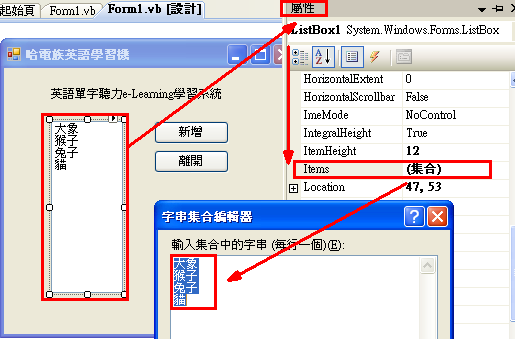 起始頁 Form1.vb Form1.vb [設計]
屬性
ListBox1 System.Windows.Forms.ListBox
哈電族英語學習機
英語單字聽力e-Learning學習系統
大象
猴子
兔子
貓
新增
離開
HorizontalExtent 0
HorizontalScrollbar False
ImeMode NoControl
IntegralHeight True
ItemHeight 12
Items (集合)
Location 47, 53
字串集合編輯器
輸入集合中的字串 (每行一個)(E):
大象
猴子
兔子
貓